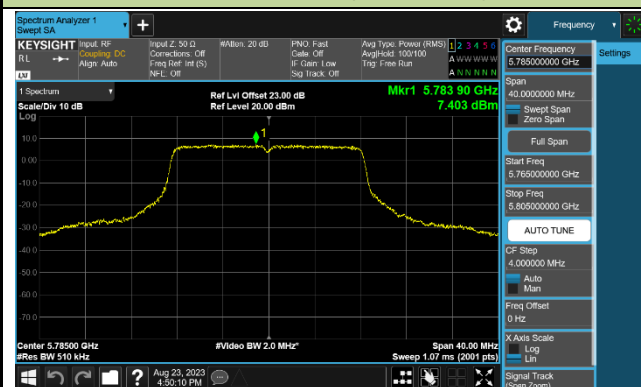 Spectrum Analyzer 1
Swept SA
+
Frequency
KEYSIGHT
RL
LXI
Input: RF
Coupling: DC
Align: Auto
Input Z: 50 Ω
Corrections: Off
Freq Ref: Int (S)
NFE: Off
#Atten: 20 dB
PNO: Fast
Gate: Off
IF Gain: Low
Sig Track: Off
Avg Type: Power (RMS)
Avg|Hold: 100/100
Trig: Free Run
1 2 3 4 5 6
A W W W W W
A N N N N N
1 Spectrum
Scale/Div 10 dB
Log
Ref Lvl Offset 23.00 dB
Ref Level 20.00 dBm
Mkr1 5.783 90 GHz
7.403 dBm
1
10.0
0.00
-10.0
-20.0
-30.0
-40.0
-50.0
-60.0
-70.0
Center 5.78500 GHz
#Res BW 510 kHz
#Video BW 2.0 MHz*
Span 40.00 MHz
Sweep 1.07 ms (2001 pts)
Center Frequency
5.785000000 GHz
Settings
Span
40.0000000 MHz
Swept Span
Zero Span
Full Span
Start Freq
5.765000000 GHz
Stop Freq
5.805000000 GHz
AUTO TUNE
CF Step
4.000000 MHz
Auto
Man
Freq Offset
0 Hz
X Axis Scale
Log
Lin
Signal Track
(Span Zoom)
?
Aug 23, 2023
4:50:10 PM